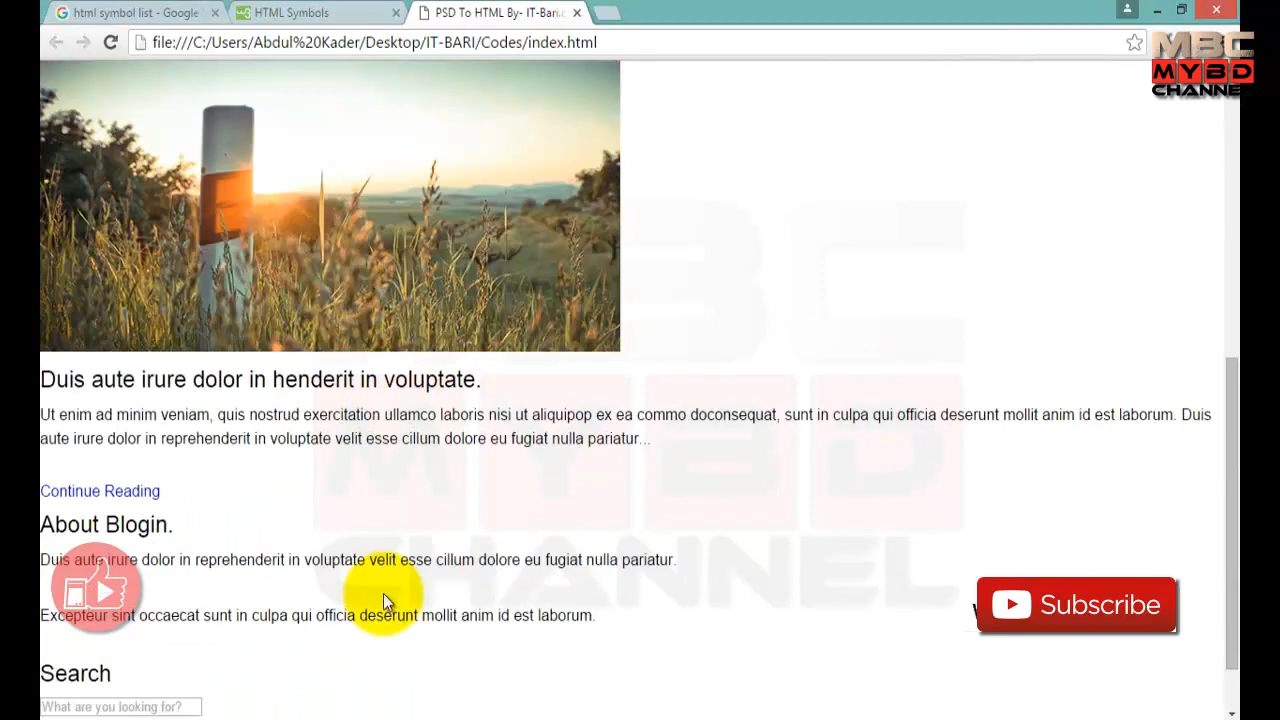 html symbol list - Google
HTML Symbols
PSD To HTML By- IT-Bari.c
file:///C:/Users/Abdul%20Kader/Desktop/IT-BARI/Codes/index.html
MBC
MYBD
CHANNEL
MBC
MYBD
CHANNEL
Duis aute irure dolor in henderit in voluptate.
Ut enim ad minim veniam, quis nostrud exercitation ullamco laboris nisi ut aliquipop ex ea commo doconsequat, sunt in culpa qui officia deserunt mollit anim id est laborum. Duis
aute irure dolor in reprehenderit in voluptate velit esse cillum dolore eu fugiat nulla pariatur...
Continue Reading
About Blogin.
Duis aute irure dolor in reprehenderit in voluptate velit esse cillum dolore eu fugiat nulla pariatur.
Excepteur sint occaecat sunt in culpa qui officia deserunt mollit anim id est laborum.
Subscribe
Search
What are you looking for?